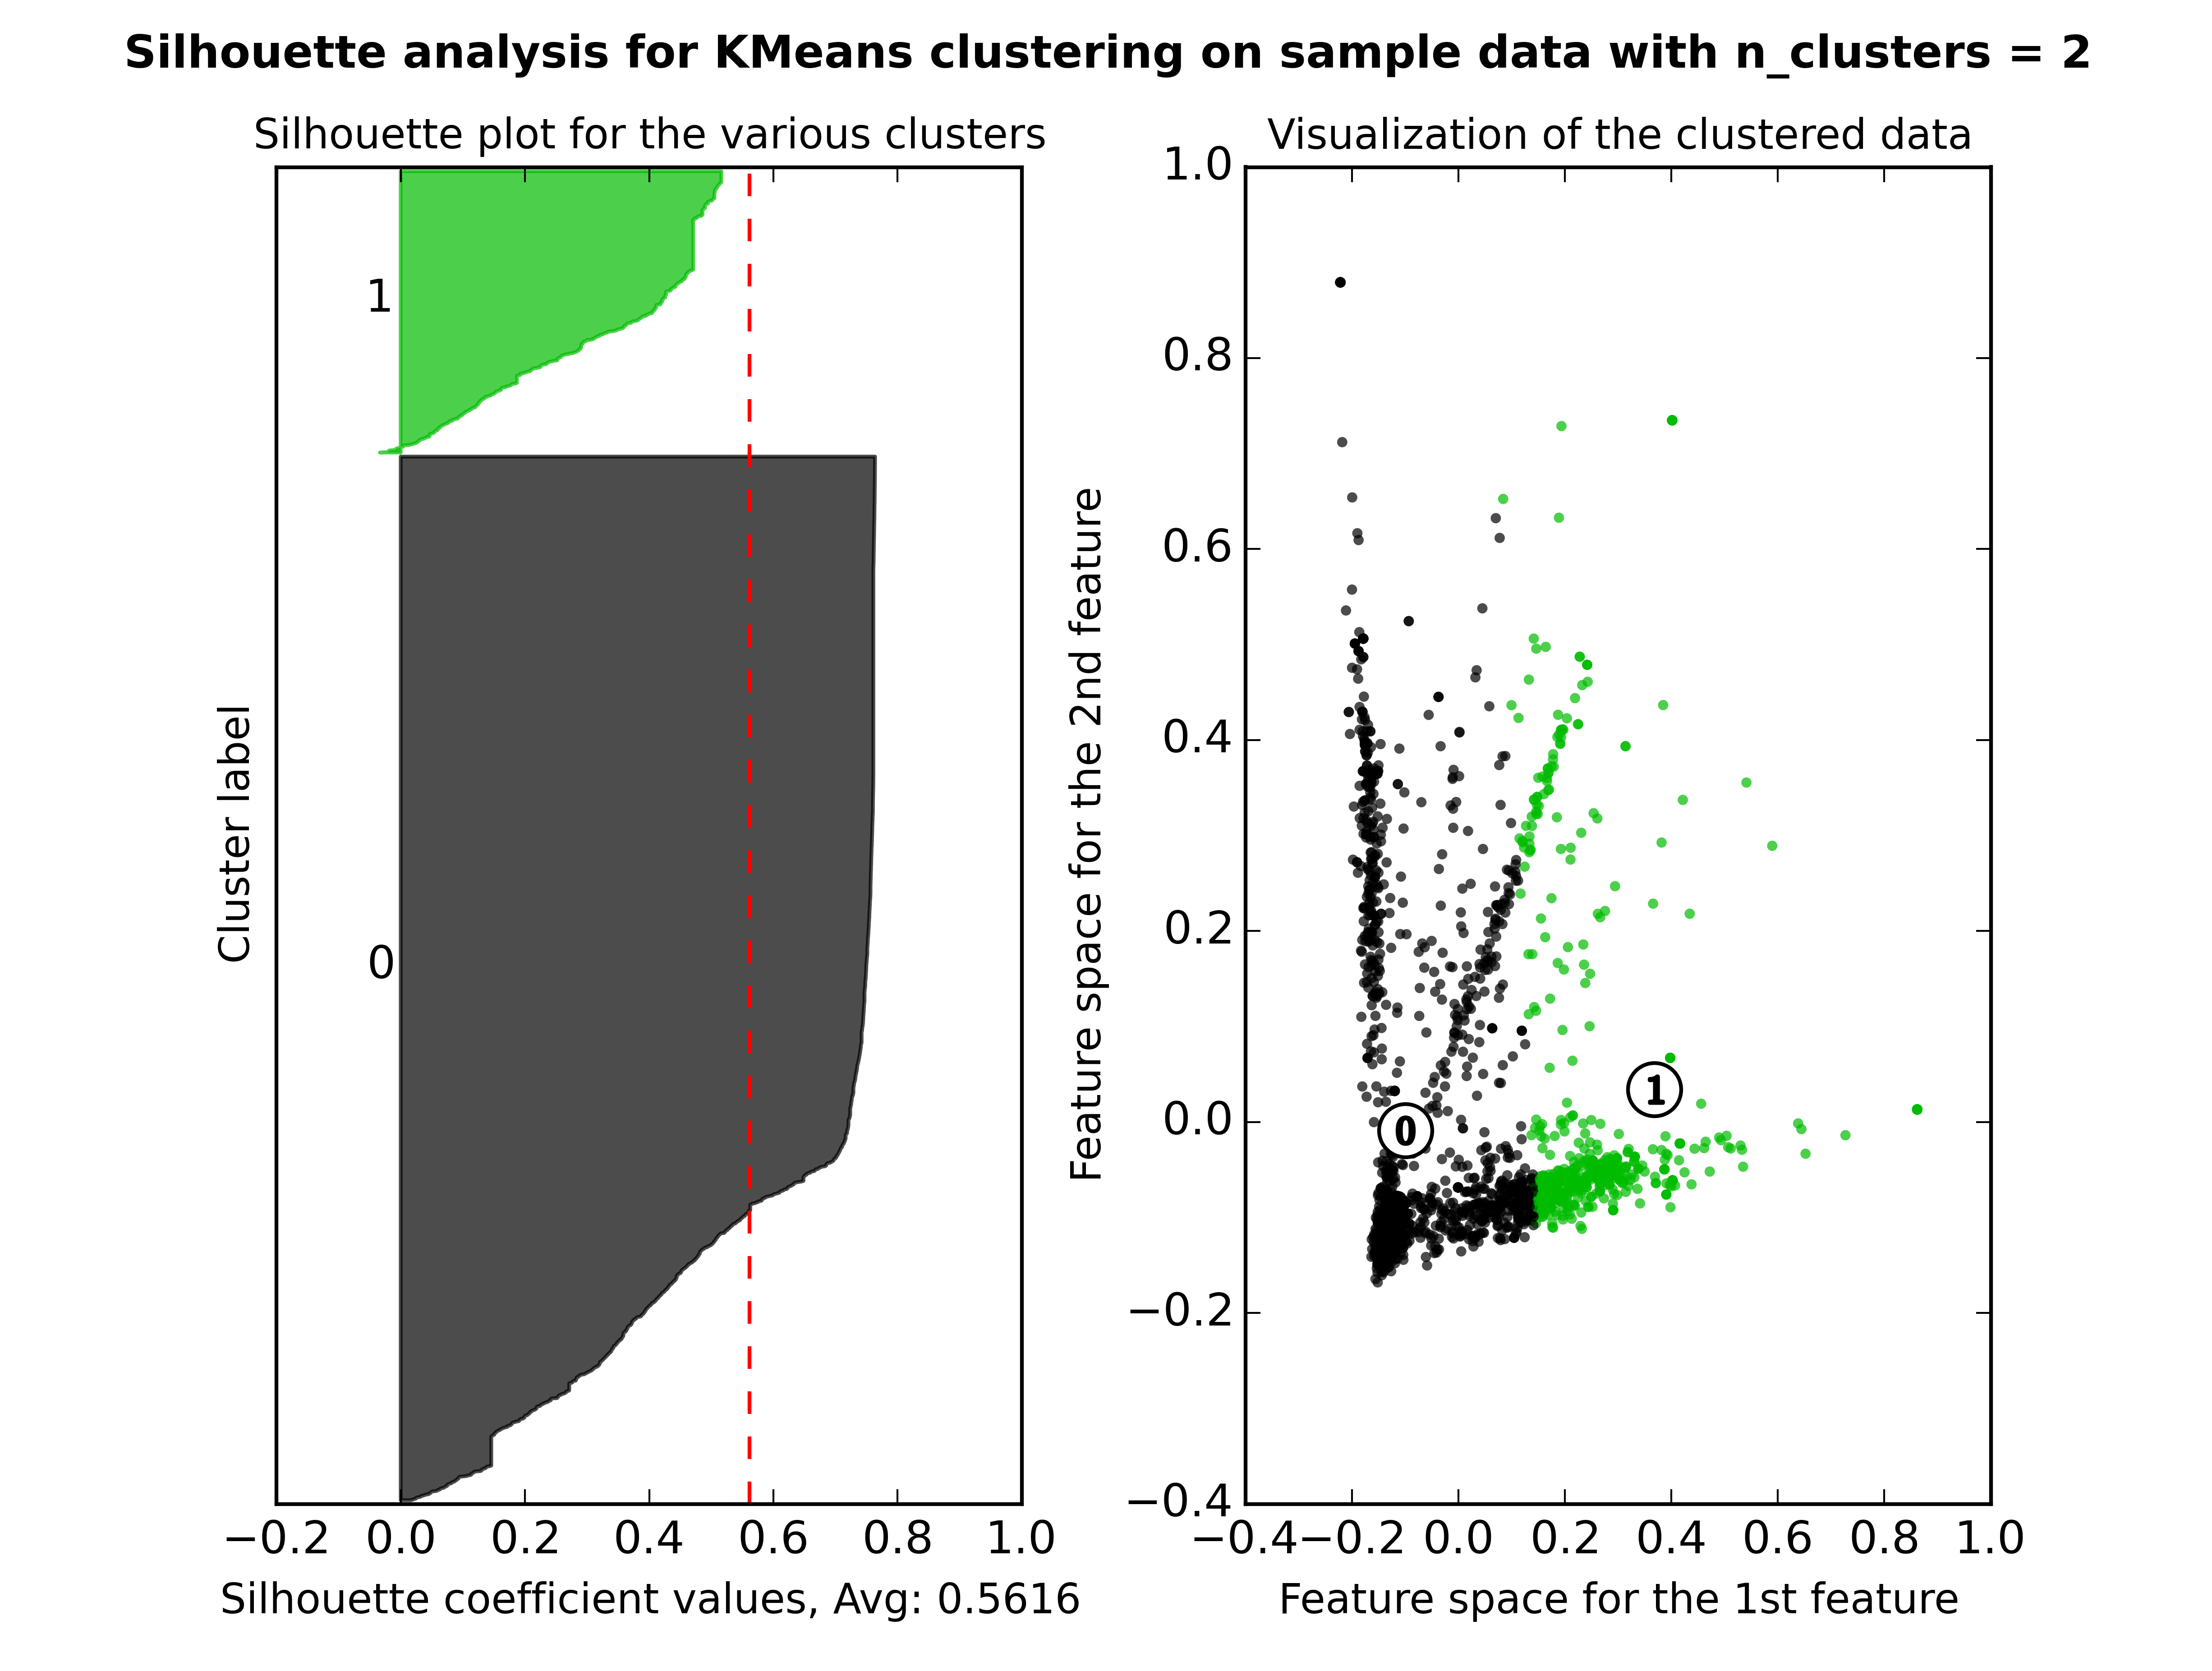 Silhouette analysis for KMeans clustering on sample data with n_clusters = 2
Silhouette plot for the various clusters
1
0
Cluster label
−0.2 0.0 0.2 0.4 0.6 0.8 1.0
Silhouette coefficient values, Avg: 0.5616
Visualization of the clustered data
1.0
0.8
0.6
0.4
0.2
0.0
−0.2
−0.4
Feature space for the 2nd feature
0
1
−0.4 −0.2 0.0 0.2 0.4 0.6 0.8 1.0
Feature space for the 1st feature